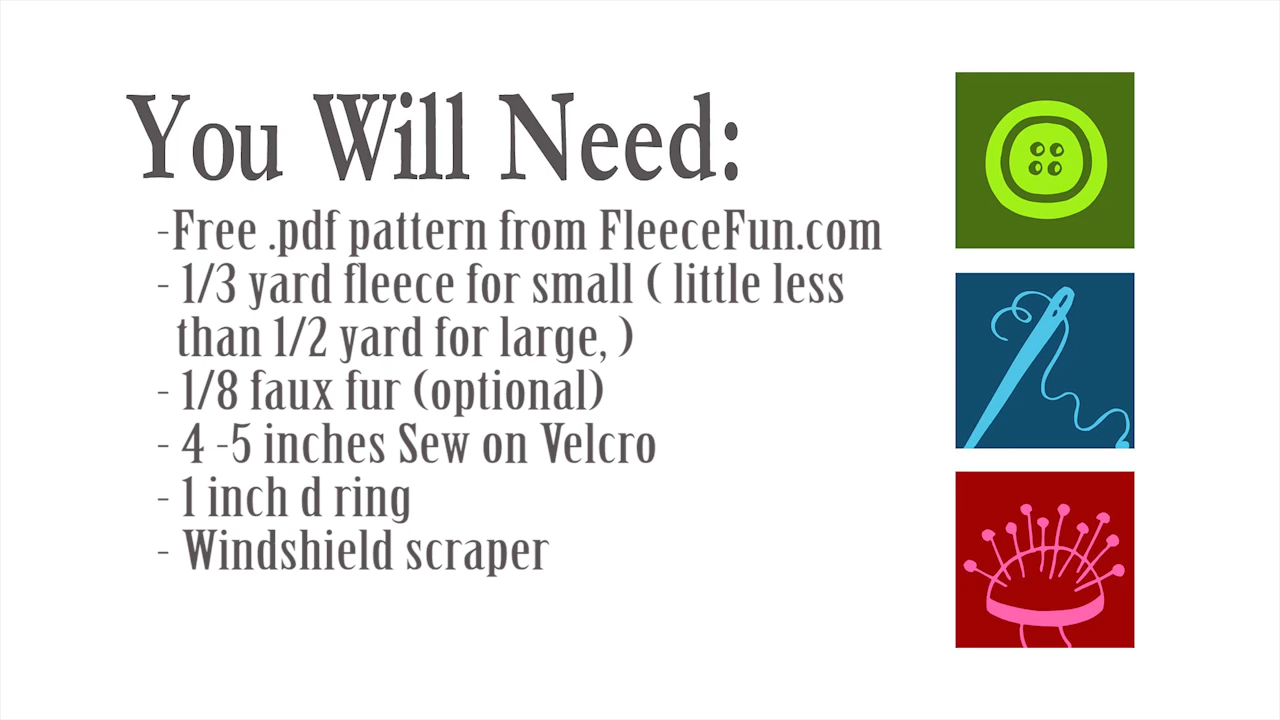 You Will Need:
-Free .pdf pattern from FleeceFun.com
- 1/3 yard fleece for small ( little less
than 1/2 yard for large, )
- 1/8 faux fur (optional)
- 4 -5 inches Sew on Velcro
- 1 inch d ring
- Windshield scraper